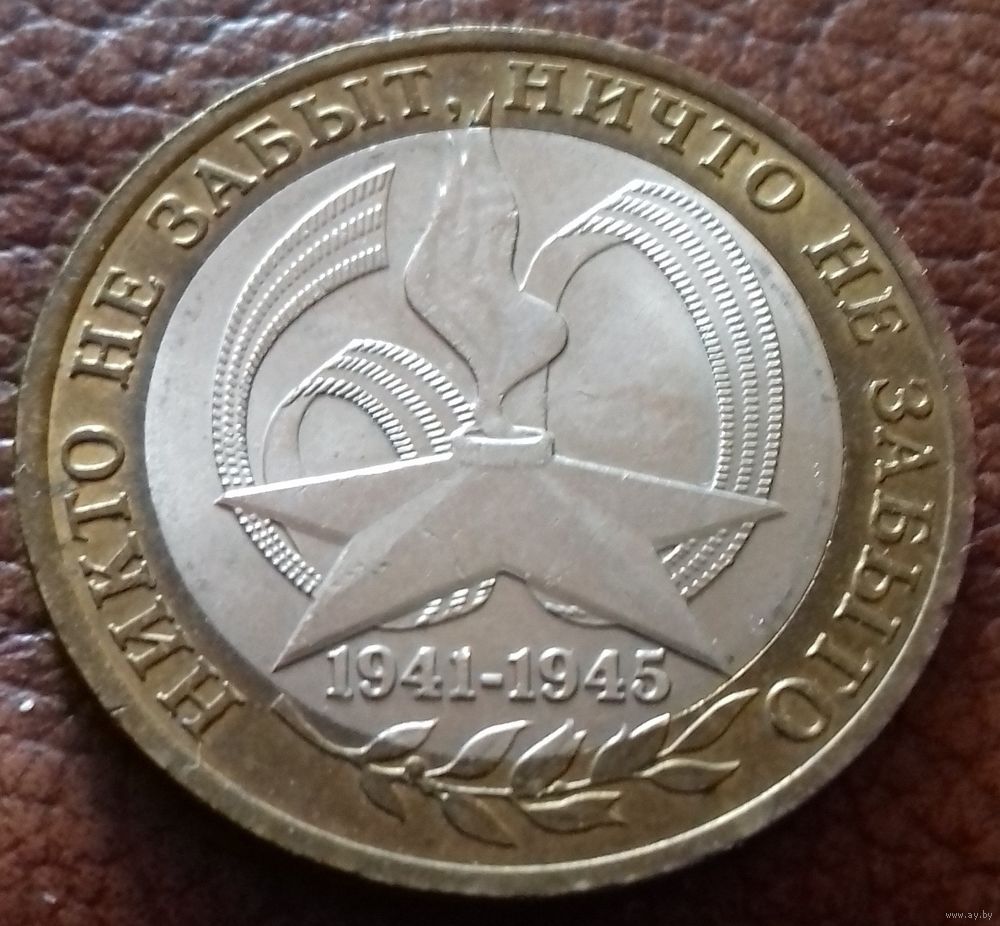 НИКТО НЕ ЗАБЫТ, НИЧТО НЕ ЗАБЫТО
1941-1945
www.ay.by